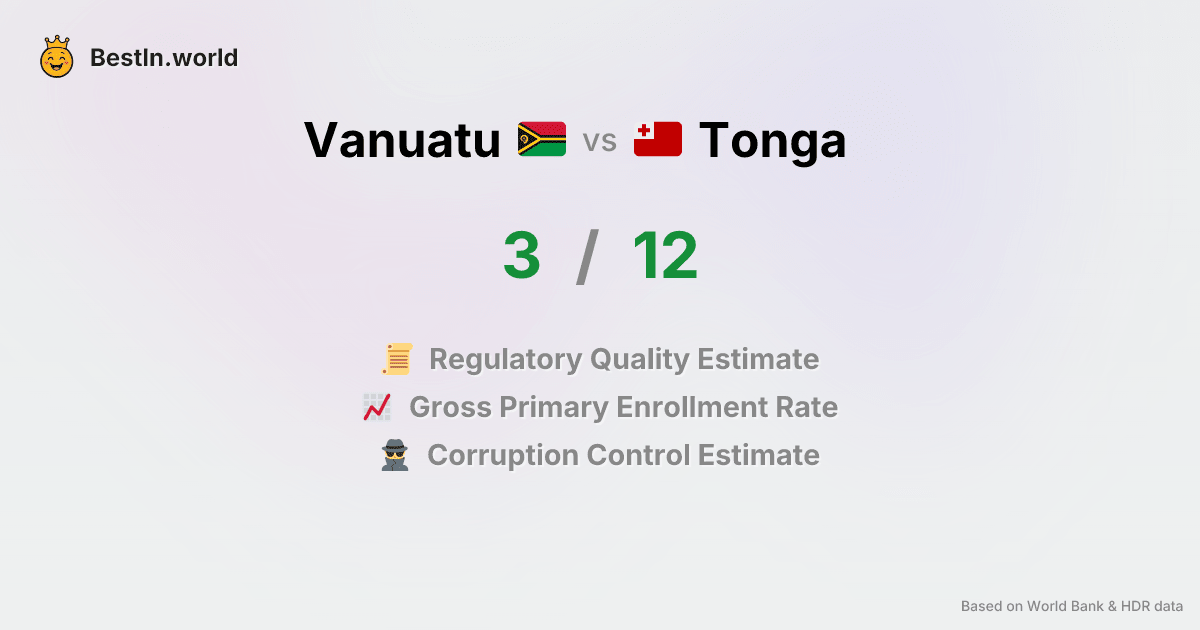 BestIn.world
Vanuatu vs Tonga
3 / 12
Regulatory Quality Estimate
Gross Primary Enrollment Rate
Corruption Control Estimate
Based on World Bank & HDR data